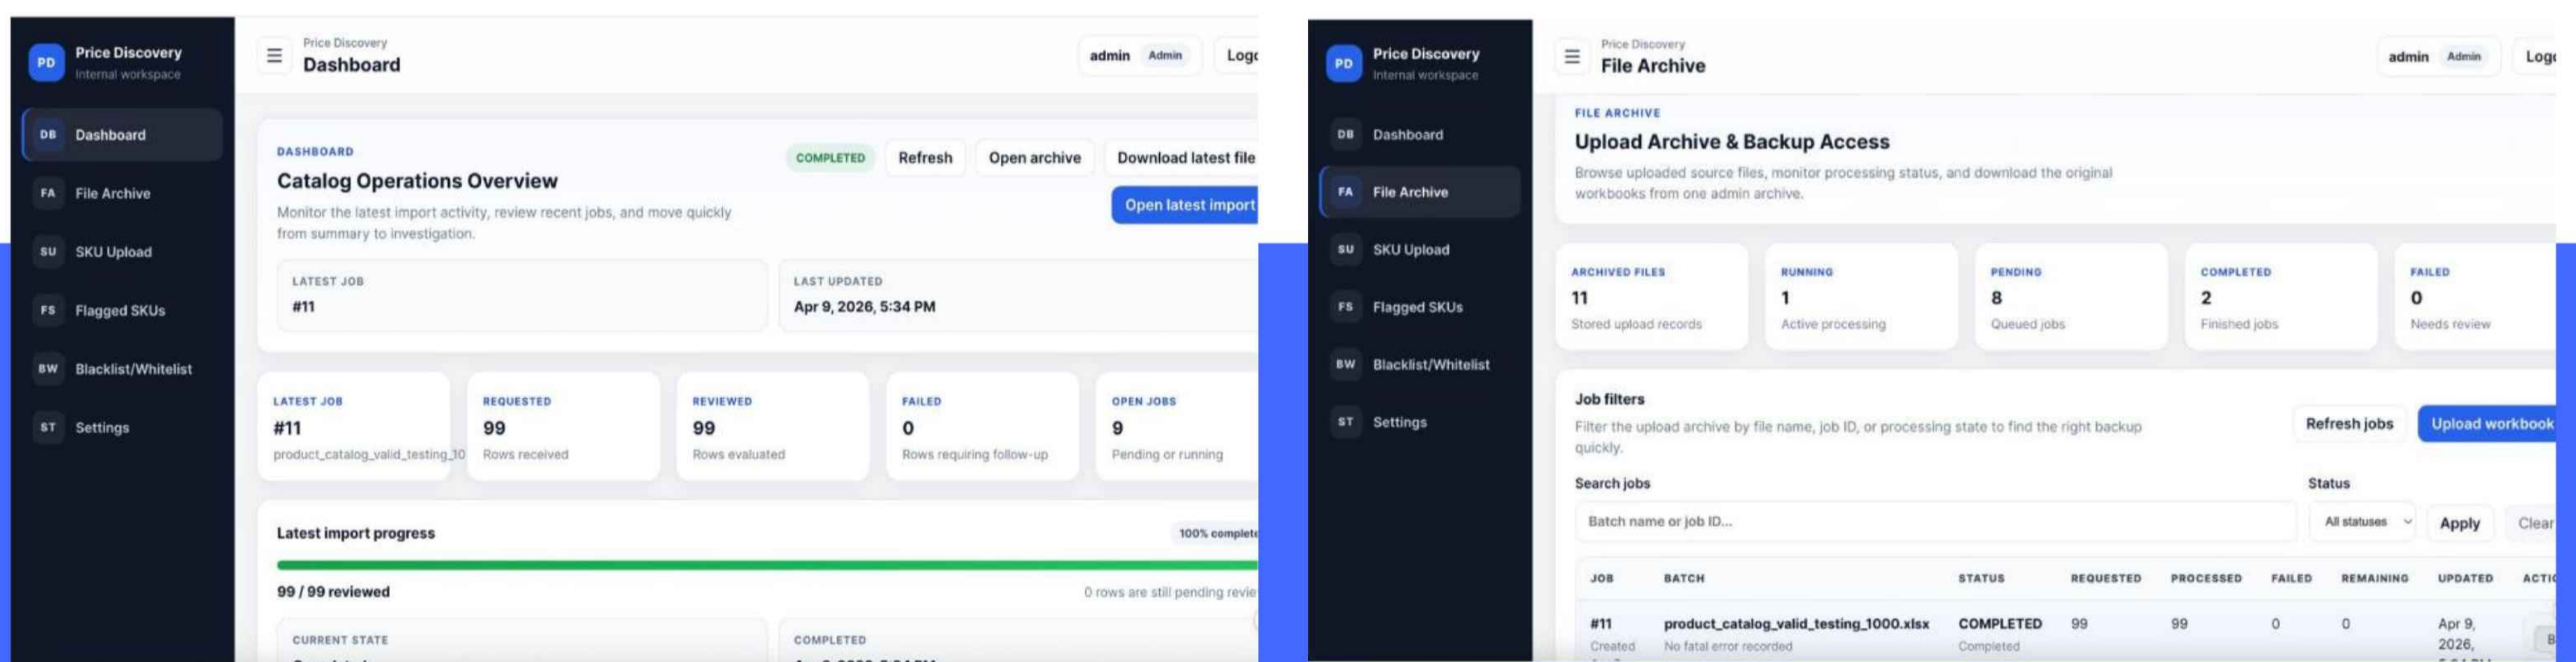 PD
Price Discovery
Internal workspace
DB Dashboard
FA File Archive
SU SKU Upload
FS Flagged SKUs
BW Blacklist/Whitelist
ST Settings
Price Discovery
Dashboard
admin Admin
DASHBOARD
Catalog Operations Overview
Monitor the latest import activity, review recent jobs, and move quickly
from summary to investigation.
COMPLETED Refresh Open archive Download latest file
Open latest import
LATEST JOB
#11
LAST UPDATED
Apr 9, 2026, 5:34 PM
LATEST JOB
#11
product_catalog_valid_testing_10
REQUESTED
99
Rows received
REVIEWED
99
Rows evaluated
FAILED
0
Rows requiring follow-up
OPEN JOBS
9
Pending or running
Latest import progress
100% complete
99 / 99 reviewed
0 rows are still pending revie
CURRENT STATE
COMPLETED
PD
Price Discovery
Internal workspace
DB Dashboard
FA File Archive
SU SKU Upload
FS Flagged SKUs
BW Blacklist/Whitelist
ST Settings
Price Discovery
File Archive
admin Admin
FILE ARCHIVE
Upload Archive & Backup Access
Browse uploaded source files, monitor processing status, and download the original
workbooks from one admin archive.
ARCHIVED FILES
11
Stored upload records
RUNNING
1
Active processing
PENDING
8
Queued jobs
COMPLETED
2
Finished jobs
FAILED
0
Needs review
Job filters
Filter the upload archive by file name, job ID, or processing state to find the right backup
quickly.
Refresh jobs Upload workbook
Search jobs
Batch name or job ID...
Status
All statuses
Apply Clear
JOB BATCH STATUS REQUESTED PROCESSED FAILED REMAINING UPDATED
#11 product_catalog_valid_testing_1000.xlsx COMPLETED 99 99 0 0 Apr 9,
Created No fatal error recorded Completed 2026,